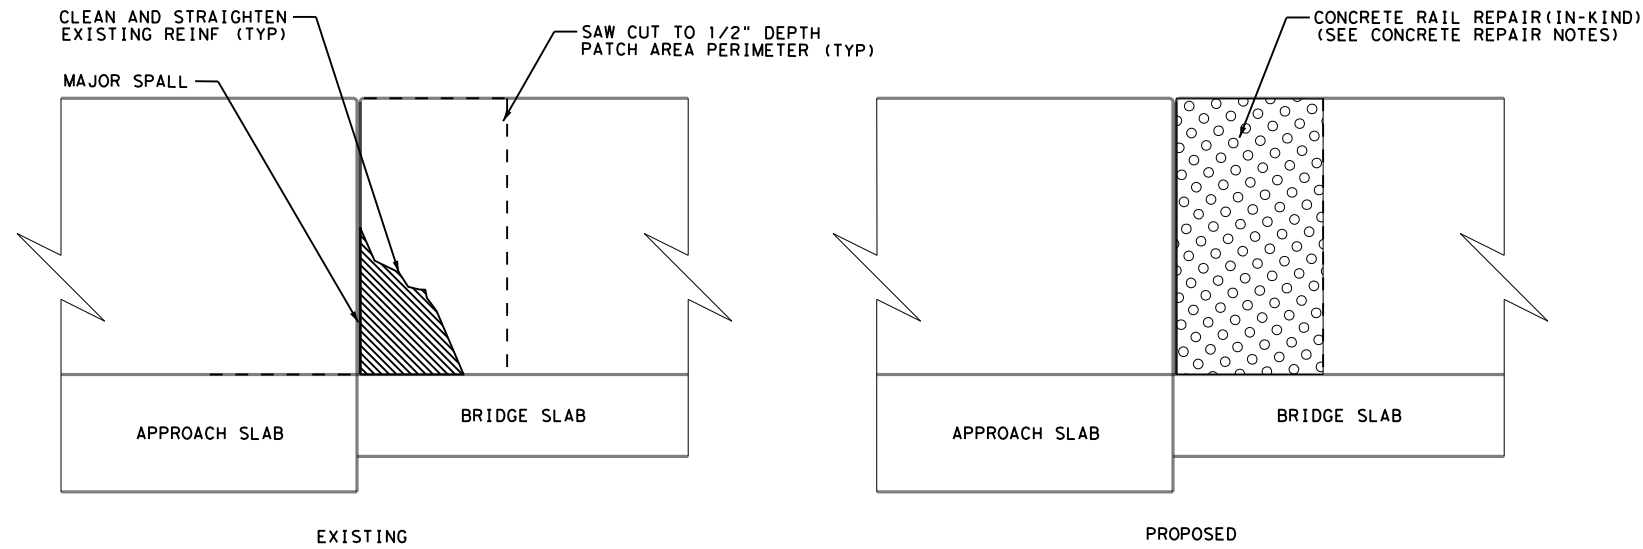 CLEAN AND STRAIGHTEN
EXISTING REINF (TYP)
MAJOR SPALL
SAW CUT TO 1/2" DEPTH
PATCH AREA PERIMETER (TYP)
APPROACH SLAB
BRIDGE SLAB
EXISTING
CONCRETE RAIL REPAIR(IN-KIND)
(SEE CONCRETE REPAIR NOTES)
APPROACH SLAB
BRIDGE SLAB
PROPOSED